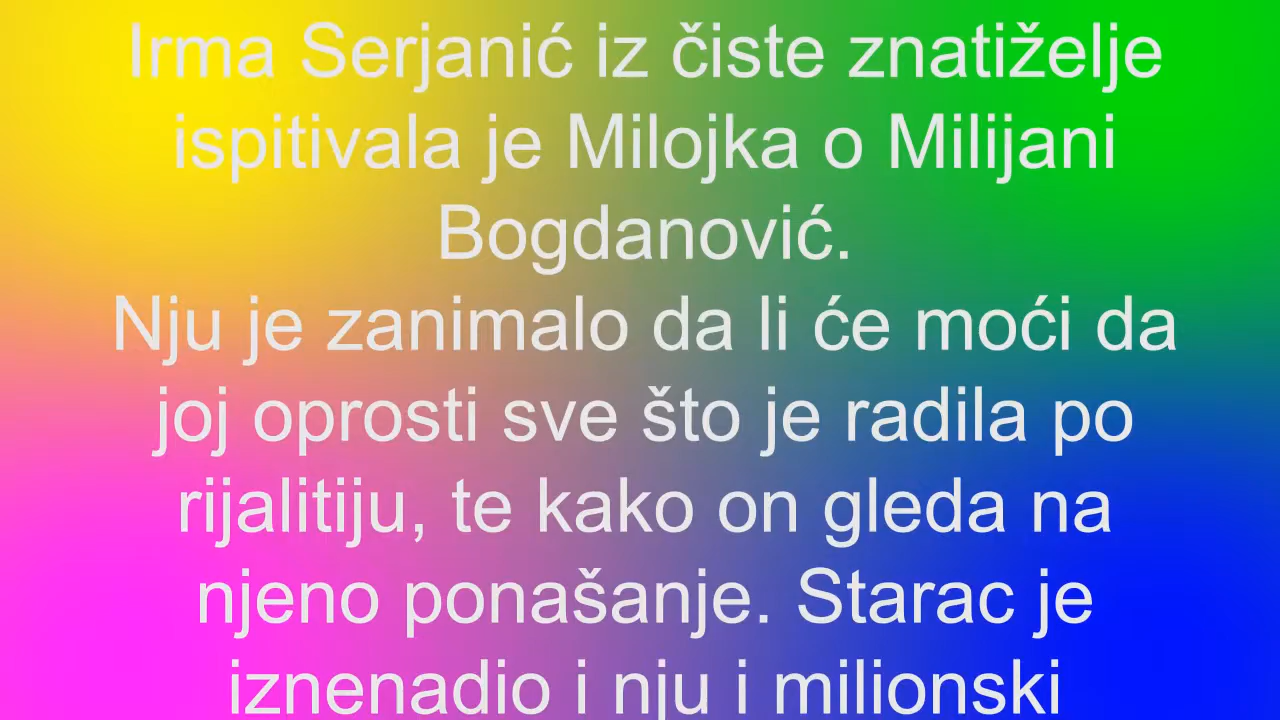 Irma Serjanić iz čiste znatiželje
ispitivala je Milojka o Milijani
Bogdanović.
Nju je zanimalo da li će moći da
joj oprosti sve što je radila po
rijalitiju, te kako on gleda na
njeno ponašanje. Starac je
iznenadio i nju i milionski